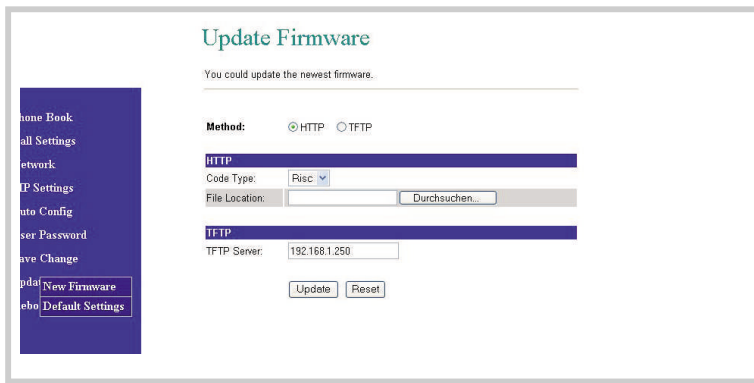 Update Firmware
You could update the newest firmware.
hone Book
all Settings
etwork
IP Settings
uto Config
ser Password
ave Change
pdat
New Firmware
ebo
Default Settings
Method: HTTP TFTP
HTTP
Code Type: Risc
File Location: Durchsuchen...
TFTP
TFTP Server: 192.168.1.250
Update Reset